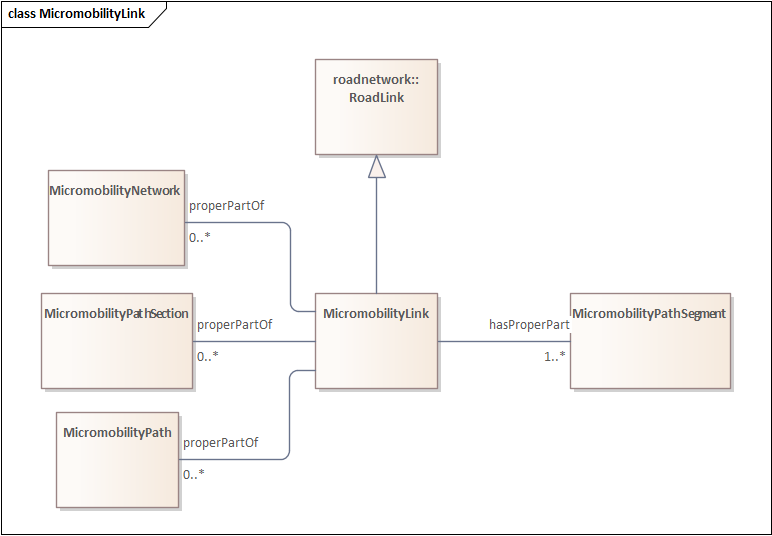 class MicromobilityLink
roadnetwork::
RoadLink
MicromobilityNetwork
properPartOf
0..*
MicromobilityPathSection
properPartOf
0..*
MicromobilityLink
hasProperPart
1..*
MicromobilityPathSegment
MicromobilityPath
properPartOf
0..*